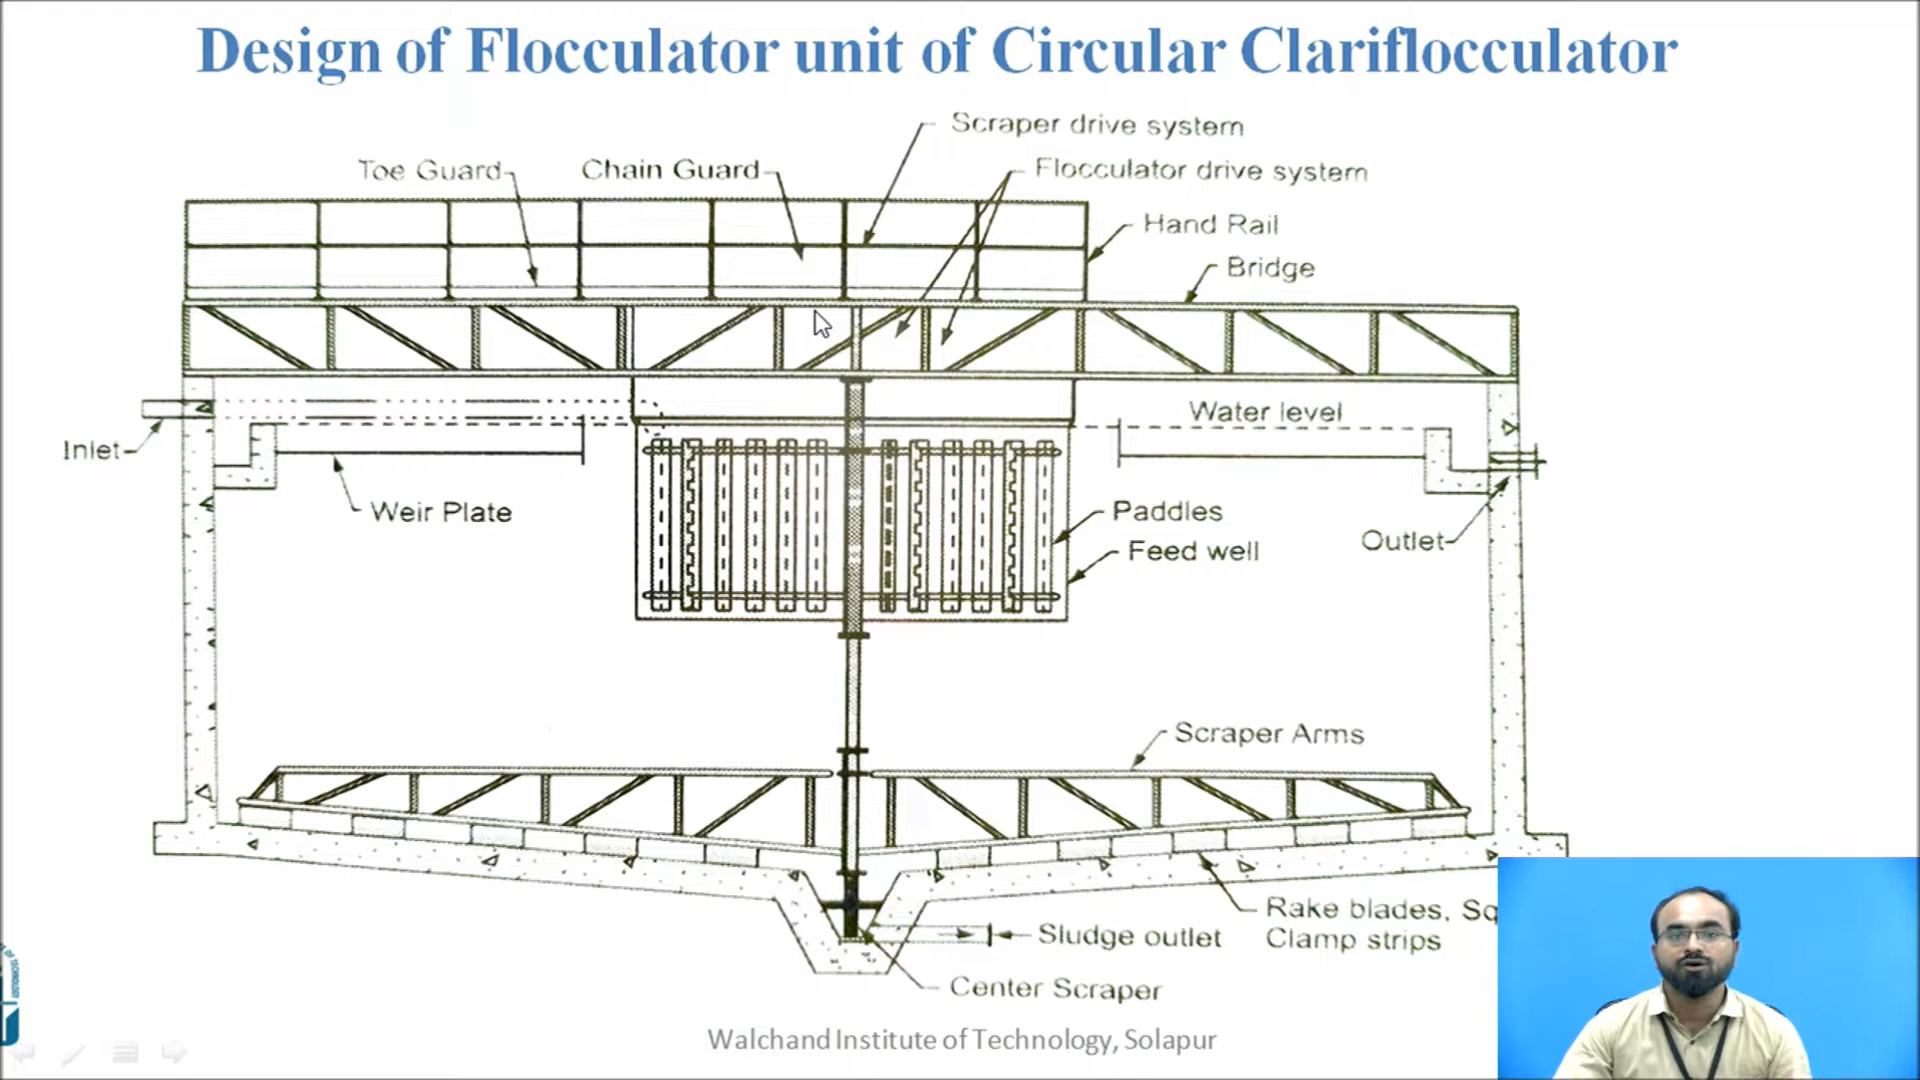 Design of Flocculator unit of Circular Clariflocculator
Scraper drive system
Toe Guard
Chain Guard
Flocculator drive system
Hand Rail
Bridge
Water level
Inlet
Weir Plate
Paddles
Outlet
Feed well
Scraper Arms
Rake blades, Sq
Clamp strips
Sludge outlet
Center Scraper
Walchand Institute of Technology, Solapur